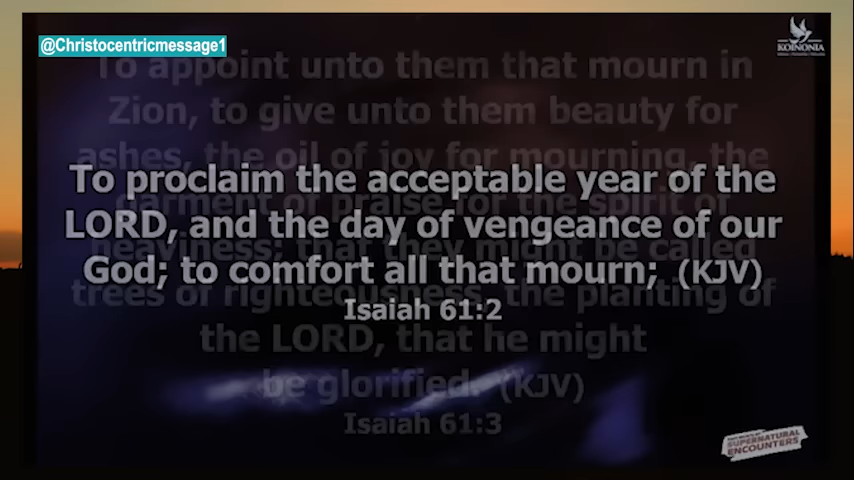 @Christocentricmessage1
KOINONIA
To appoint unto them that mourn in
Zion, to give unto them beauty for
ashes, the oil of joy for mourning, the
To proclaim the acceptable year of the
garment of praise for the spirit of
LORD, and the day of vengeance of our
heaviness; that they might be called
God; to comfort all that mourn; (KJV)
trees of righteousness, the planting of
Isaiah 61:2
the LORD, that he might
be glorified. (KJV)
Isaiah 61:3
SUPERNATURAL
ENCOUNTERS